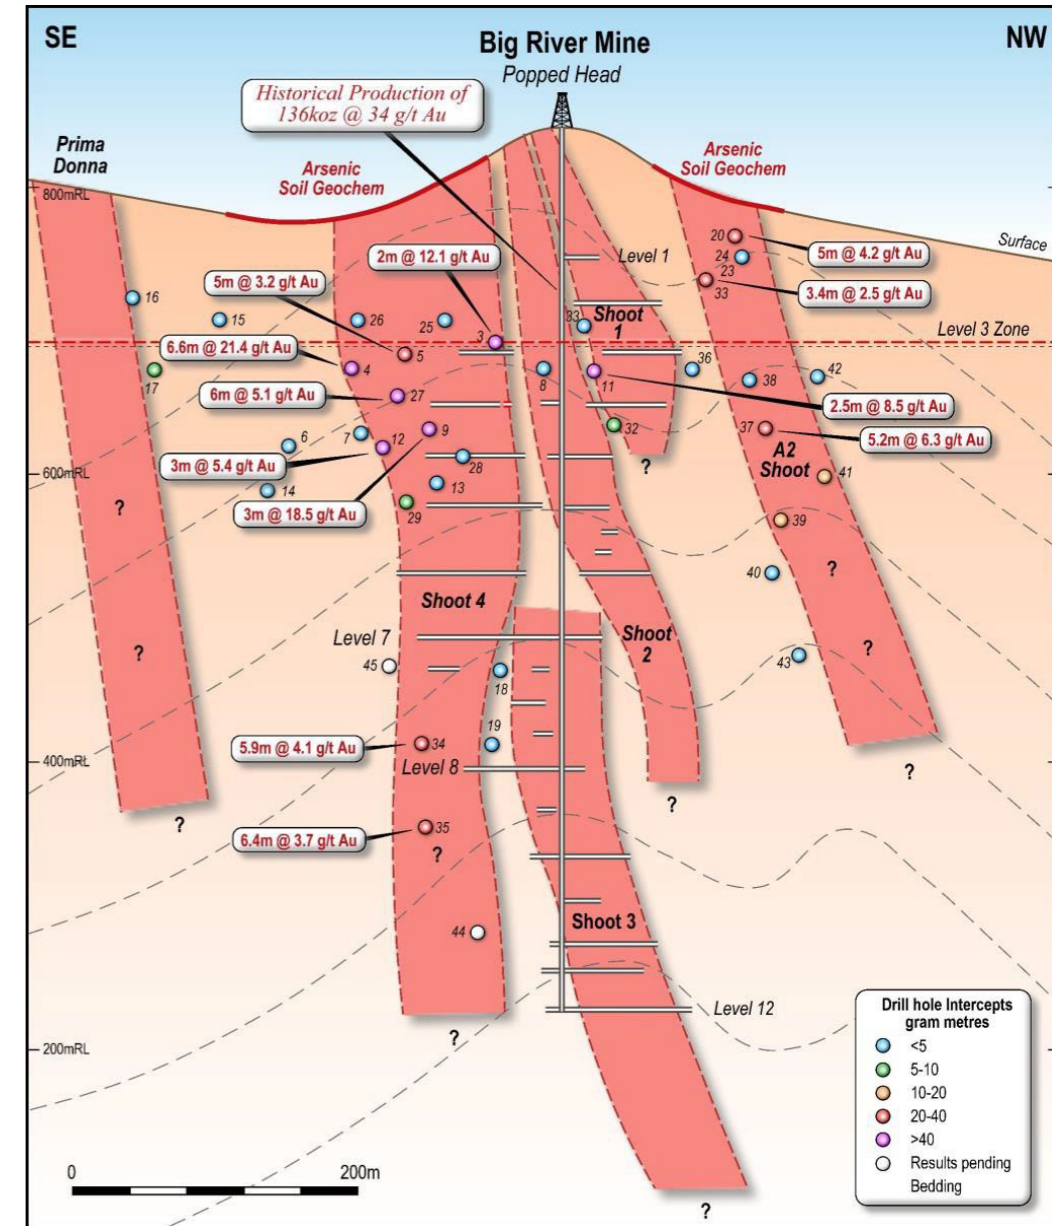 SE
Big River Mine
NW
Popped Head
Historical Production of
136koz @ 34 g/t Au
Prima
Donna
Arsenic
Soil Geochem
Arsenic
Soil Geochem
800mRL
Surface
20
24
5m @ 4.2 g/t Au
Level 1
2m @ 12.1 g/t Au
23
33
3.4m @ 2.5 g/t Au
5m @ 3.2 g/t Au
16
15
26
25
33
Shoot
1
Level 3 Zone
3
6.6m @ 21.4 g/t Au
5
17
4
8
11
36
38
42
6m @ 5.1 g/t Au
27
2.5m @ 8.5 g/t Au
6
7
12
9
32
37
5.2m @ 6.3 g/t Au
3m @ 5.4 g/t Au
28
?
A2
Shoot
41
600mRL
14
13
3m @ 18.5 g/t Au
29
39
?
?
40
Shoot 4
Level 7
Shoot
2
?
?
45
18
43
19
5.9m @ 4.1 g/t Au
34
400mRL
Level 8
?
?
?
6.4m @ 3.7 g/t Au
35
?
Shoot 3
44
Level 12
?
200mRL
Drill hole Intercepts
gram metres
<5
5-10
10-20
20-40
>40
Results pending
Bedding
0
200m
?